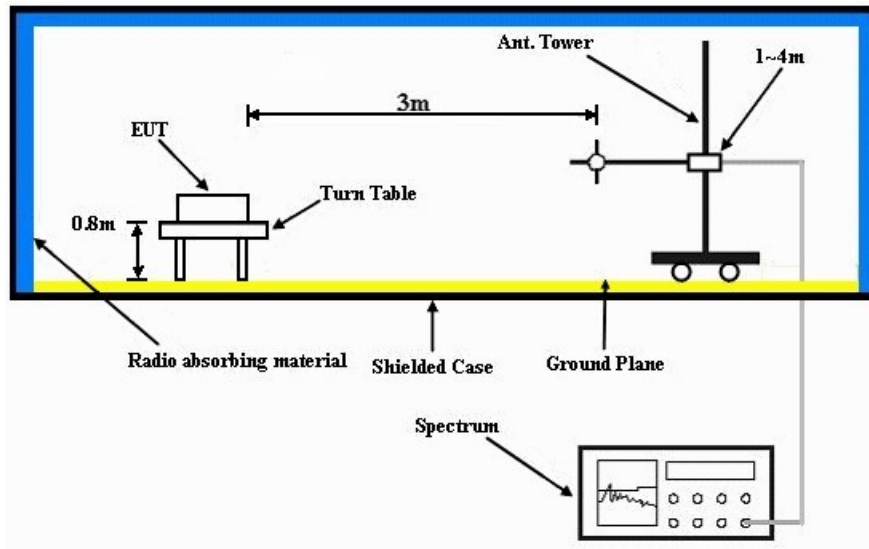 Ant. Tower
1~4m
3m
EUT
Turn Table
0.8m
Radio absorbing material
Shielded Case
Ground Plane
Spectrum